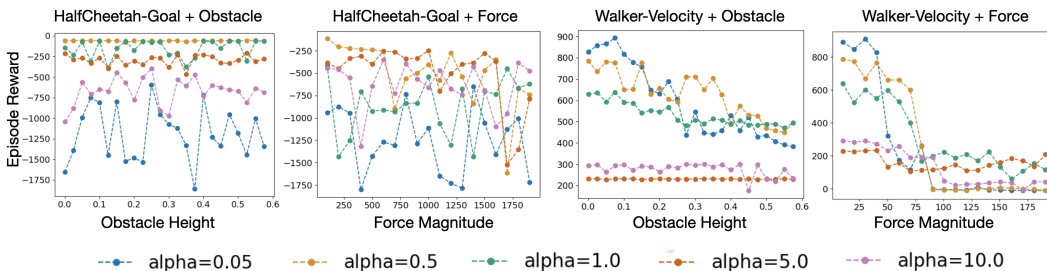 HalfCheetah-Goal + Obstacle
HalfCheetah-Goal + Force
Walker-Velocity + Obstacle
Walker-Velocity + Force
Episode Reward
0
−250
−500
−750
−1000
−1250
−1500
−1750
0.0 0.1 0.2 0.3 0.4 0.5 0.6
Obstacle Height
−250
−500
−750
−1000
−1250
−1500
−1750
250 500 750 1000 1250 1500 1750
Force Magnitude
900
800
700
600
500
400
300
200
0.0 0.1 0.2 0.3 0.4 0.5 0.6
Obstacle Height
800
600
400
200
0
25 50 75 100 125 150 175
Force Magnitude
alpha=0.05 alpha=0.5 alpha=1.0 alpha=5.0 alpha=10.0